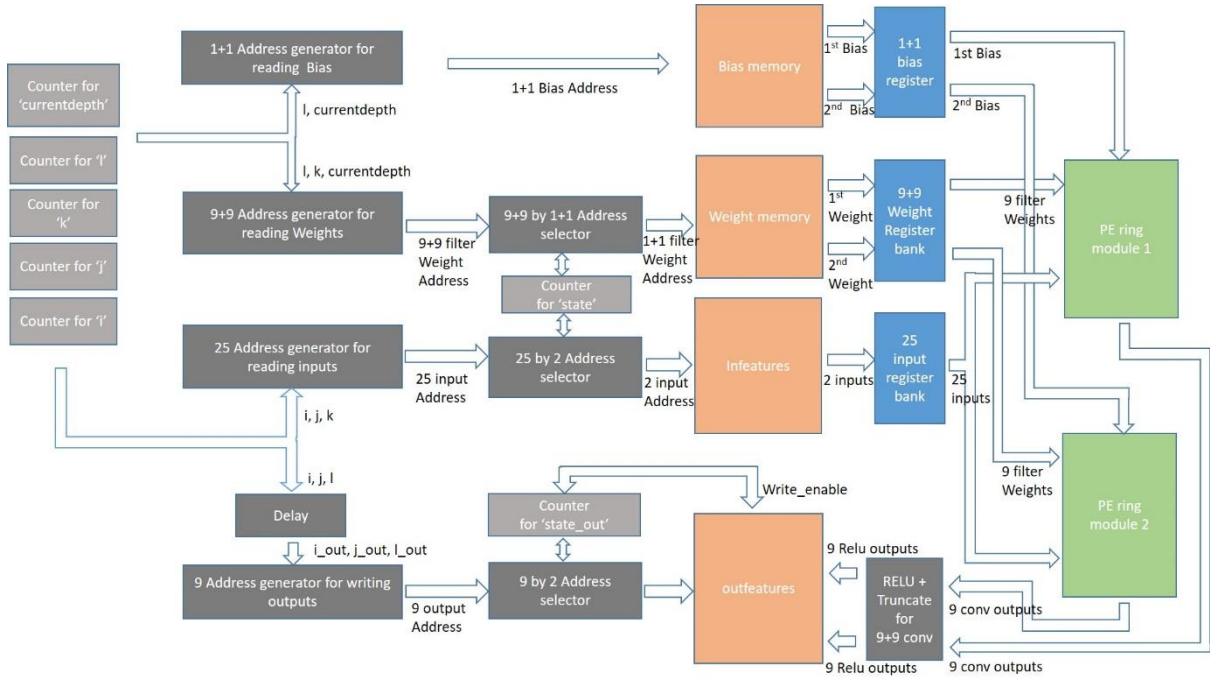 Counter for
‘currentdepth’
Counter for ‘l’
Counter for
‘k’
Counter for ‘j’
Counter for ‘i’
1+1 Address generator for
reading Bias
l, currentdepth
l, k, currentdepth
9+9 Address generator for
reading Weights
25 Address generator for
reading inputs
i, j, k
i, j, l
Delay
i_out, j_out, l_out
9 Address generator for writing
outputs
1+1 Bias Address
9+9 filter
Weight
Address
9+9 by 1+1 Address
selector
1+1 filter
Weight
Address
Counter
for ‘state’
25 input
Address
25 by 2 Address
selector
2 input
Address
Counter
for ‘state_out’
Write_enable
9 output
Address
9 by 2 Address
selector
Bias memory
1st Bias
2nd Bias
1+1
bias
register
1st Bias
2nd Bias
Weight memory
1st
Weight
2nd
Weight
9+9
Weight
Register
bank
9 filter
Weights
Infeatures
2 inputs
25
input
register
bank
25
inputs
PE ring
module 1
9 filter
Weights
PE ring
module 2
outfeatures
9 Relu outputs
9 Relu outputs
RELU +
Truncate
for
9+9 conv
9 conv outputs
9 conv outputs